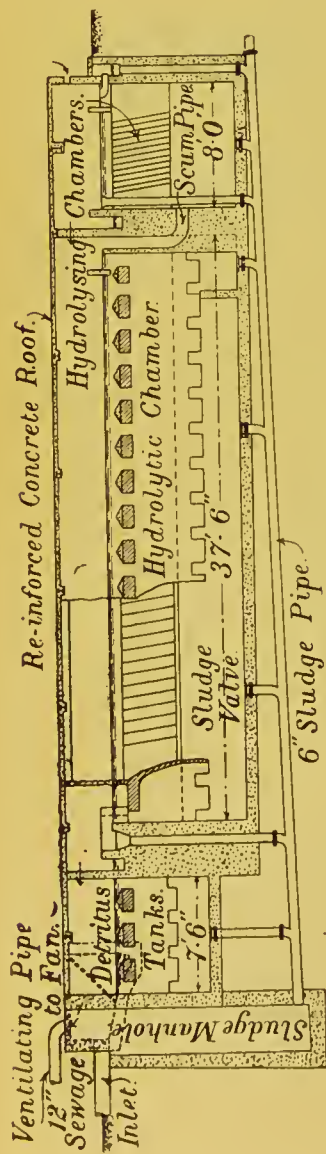 Ventilating Pipe
to Fan.
12"
Sewage
Inlet.
Re-inforced Concrete Roof.
Detritus
Tanks.
7'.6"
Sludge Manhole
Hydrolysing Chambers.
Hydrolytic Chamber.
Scum Pipe
8'.0"
Sludge
Valve
37'.6"
6" Sludge Pipe.